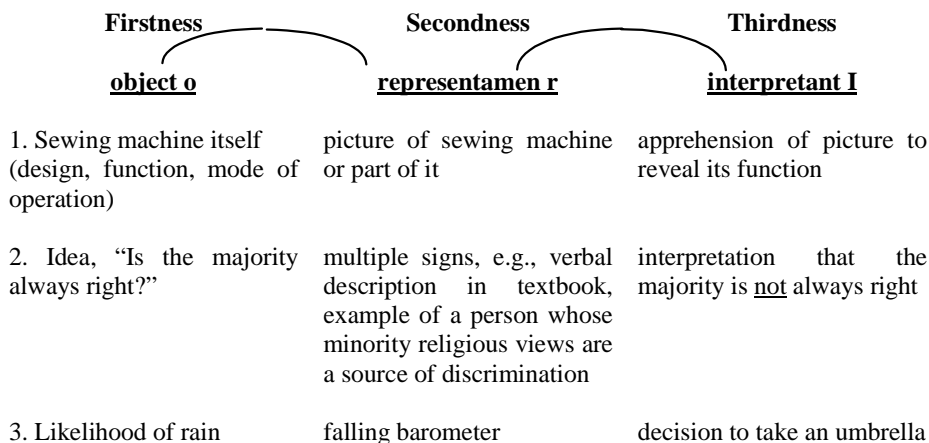 Firstness Secondness Thirdness
object o representamen r interpretant I
1. Sewing machine itself picture of sewing machine apprehension of picture to
(design, function, mode of or part of it reveal its function
operation)
2. Idea, “Is the majority multiple signs, e.g., verbal interpretation that the
always right?” description in textbook, majority is not always right
example of a person whose
minority religious views are
a source of discrimination
3. Likelihood of rain falling barometer decision to take an umbrella